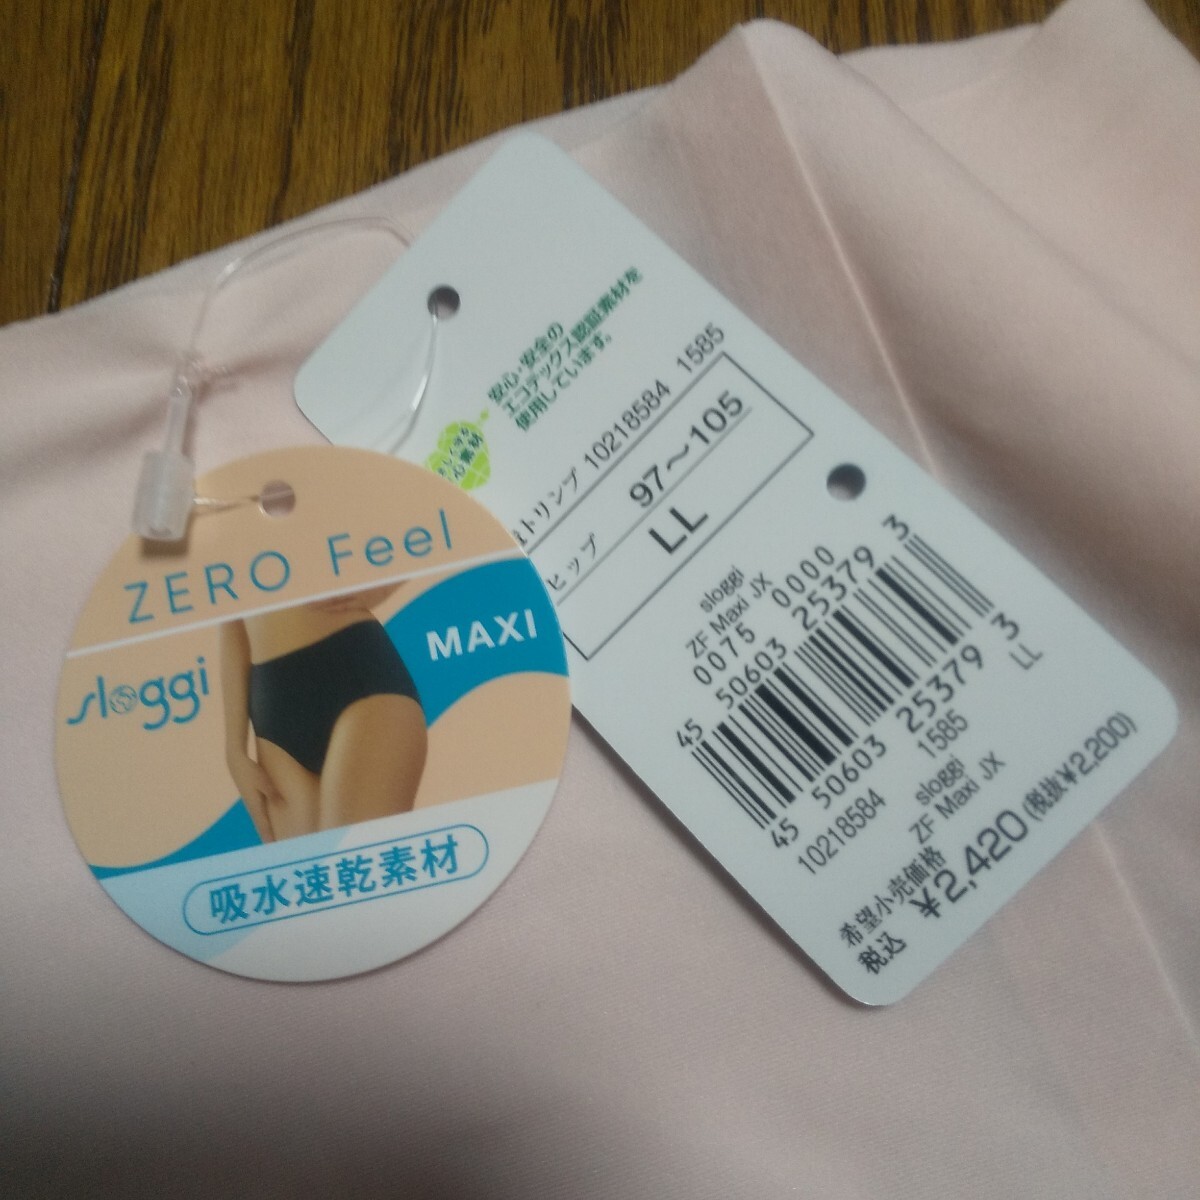 ZERO Feel
MAXI
sloggi
吸水速乾素材
安心・安全の
エコテックス認証素材を
使用しています。
トリンプ 10218584 1585
ヒップ 97〜105
LL
sloggi
ZF Maxi JX
0075 0000
45 50603 25379 3
45 50603 25379 3
10218584 1585 LL
sloggi
ZF Maxi JX
希望小売価格
税込 ¥2,420 (税抜¥2,200)